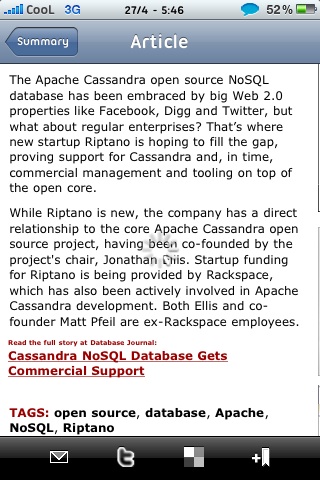 CooL 3G 27/4 - 5:46 52%
Summary
Article
The Apache Cassandra open source NoSQL
database has been embraced by big Web 2.0
properties like Facebook, Digg and Twitter, but
what about regular enterprises? That's where
new startup Riptano is hoping to fill the gap,
proving support for Cassandra and, in time,
commercial management and tooling on top of
the open core.
While Riptano is new, the company has a direct
relationship to the core Apache Cassandra open
source project, having been co-founded by the
project's chair, Jonathan Ellis. Startup funding
for Riptano is being provided by Rackspace,
which has also been actively involved in Apache
Cassandra development. Both Ellis and co-
founder Matt Pfeil are ex-Rackspace employees.
Read the full story at Database Journal:
Cassandra NoSQL Database Gets
Commercial Support
TAGS: open source, database, Apache,
NoSQL, Riptano